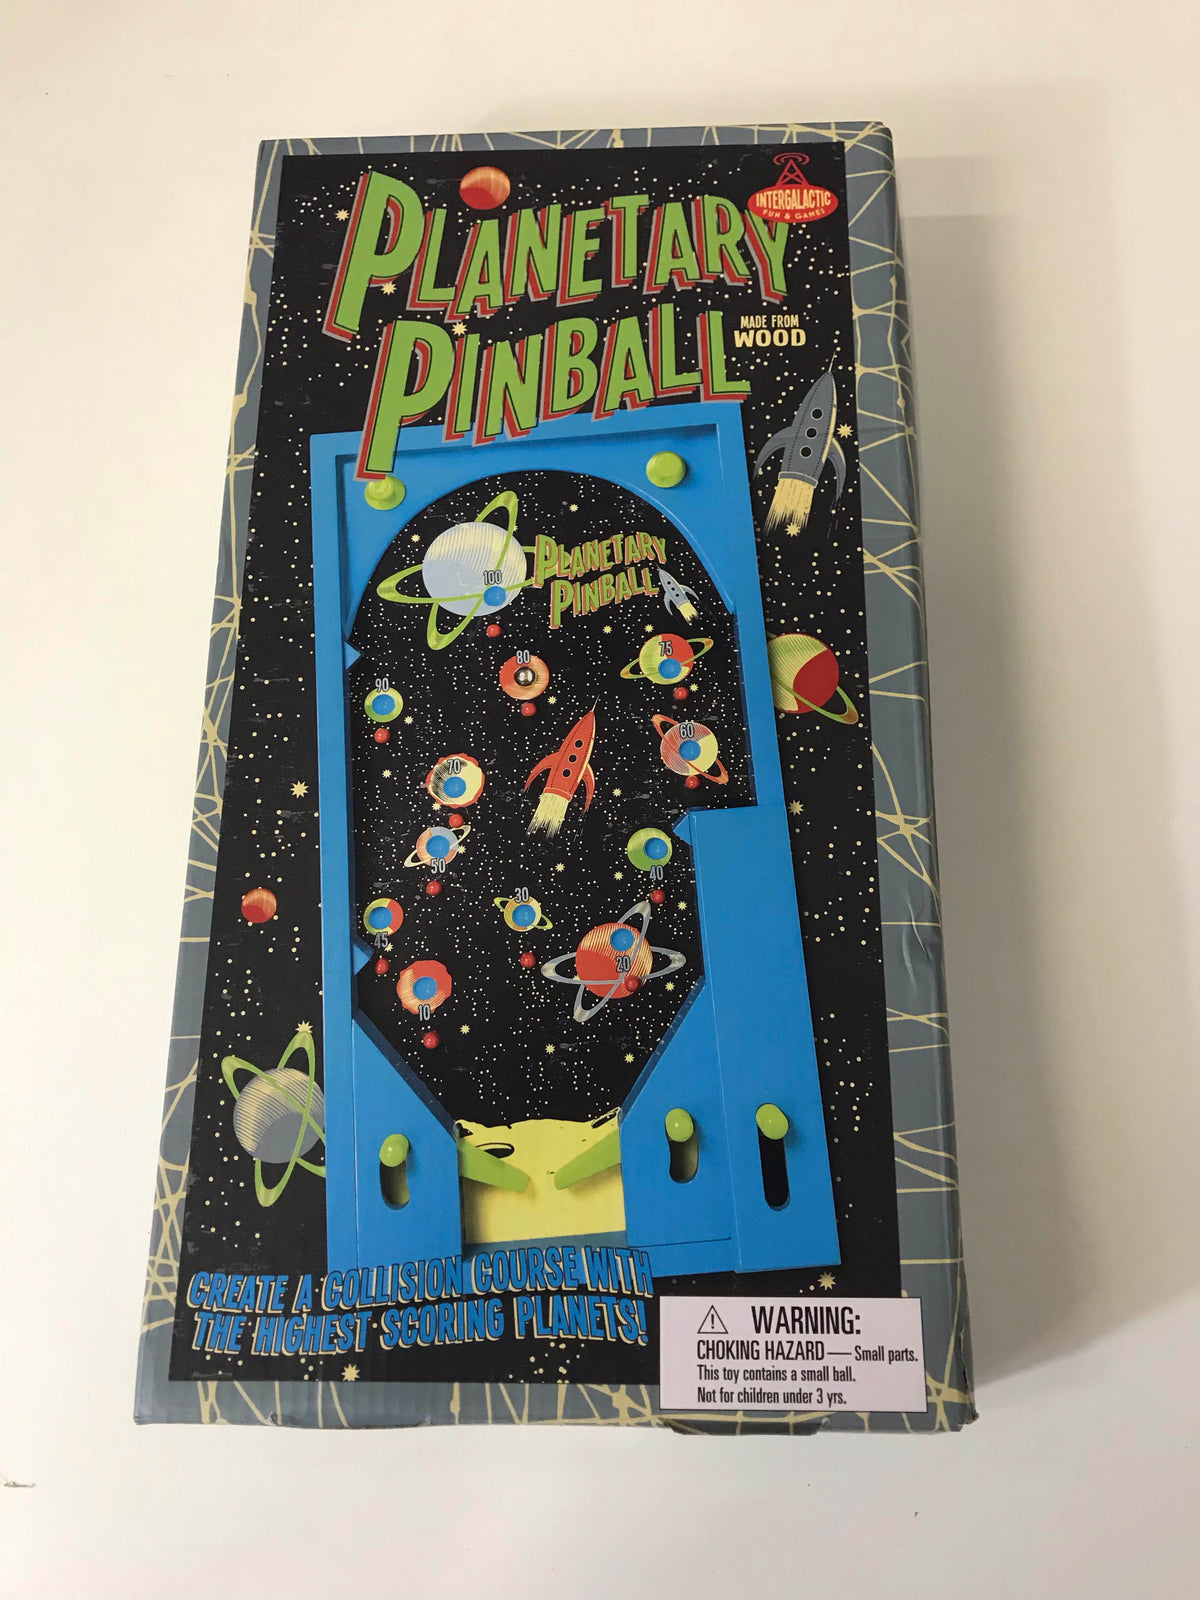 INTERGALACTIC
FUN & GAMES
PLANETARY
PINBALL
MADE FROM
WOOD
PLANETARY
PINBALL
100
80
75
90
60
70
50
40
30
45
20
10
CREATE A COLLISION COURSE WITH
THE HIGHEST SCORING PLANETS!
WARNING:
CHOKING HAZARD — Small parts.
This toy contains a small ball.
Not for children under 3 yrs.